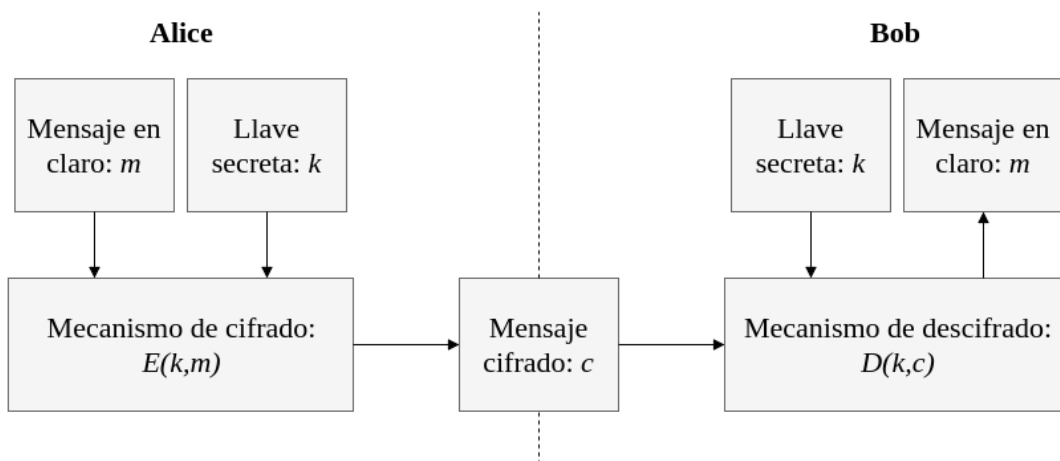 Alice
Bob
Mensaje en
claro: m
Llave
secreta: k
Llave
secreta: k
Mensaje en
claro: m
Mecanismo de cifrado:
E(k,m)
Mensaje
cifrado: c
Mecanismo de descifrado:
D(k,c)